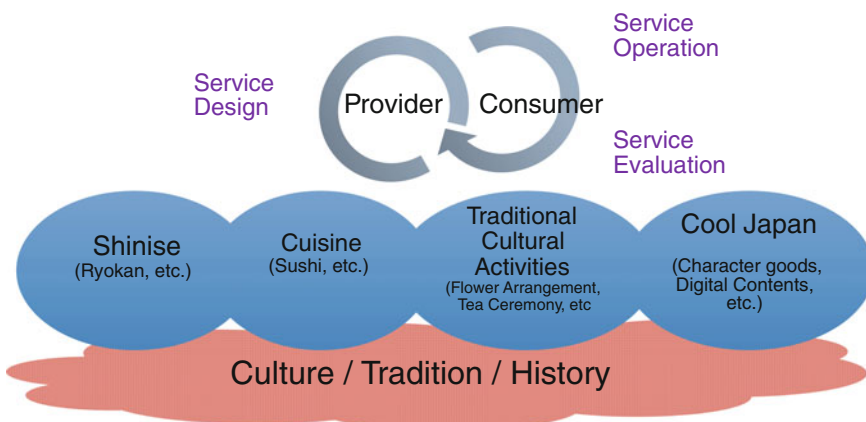 Service
Operation
Service
Design
Provider
Consumer
Service
Evaluation
Shinise
(Ryokan, etc.)
Cuisine
(Sushi, etc.)
Traditional
Cultural
Activities
(Flower Arrangement,
Tea Ceremony, etc
Cool Japan
(Character goods,
Digital Contents,
etc.)
Culture / Tradition / History